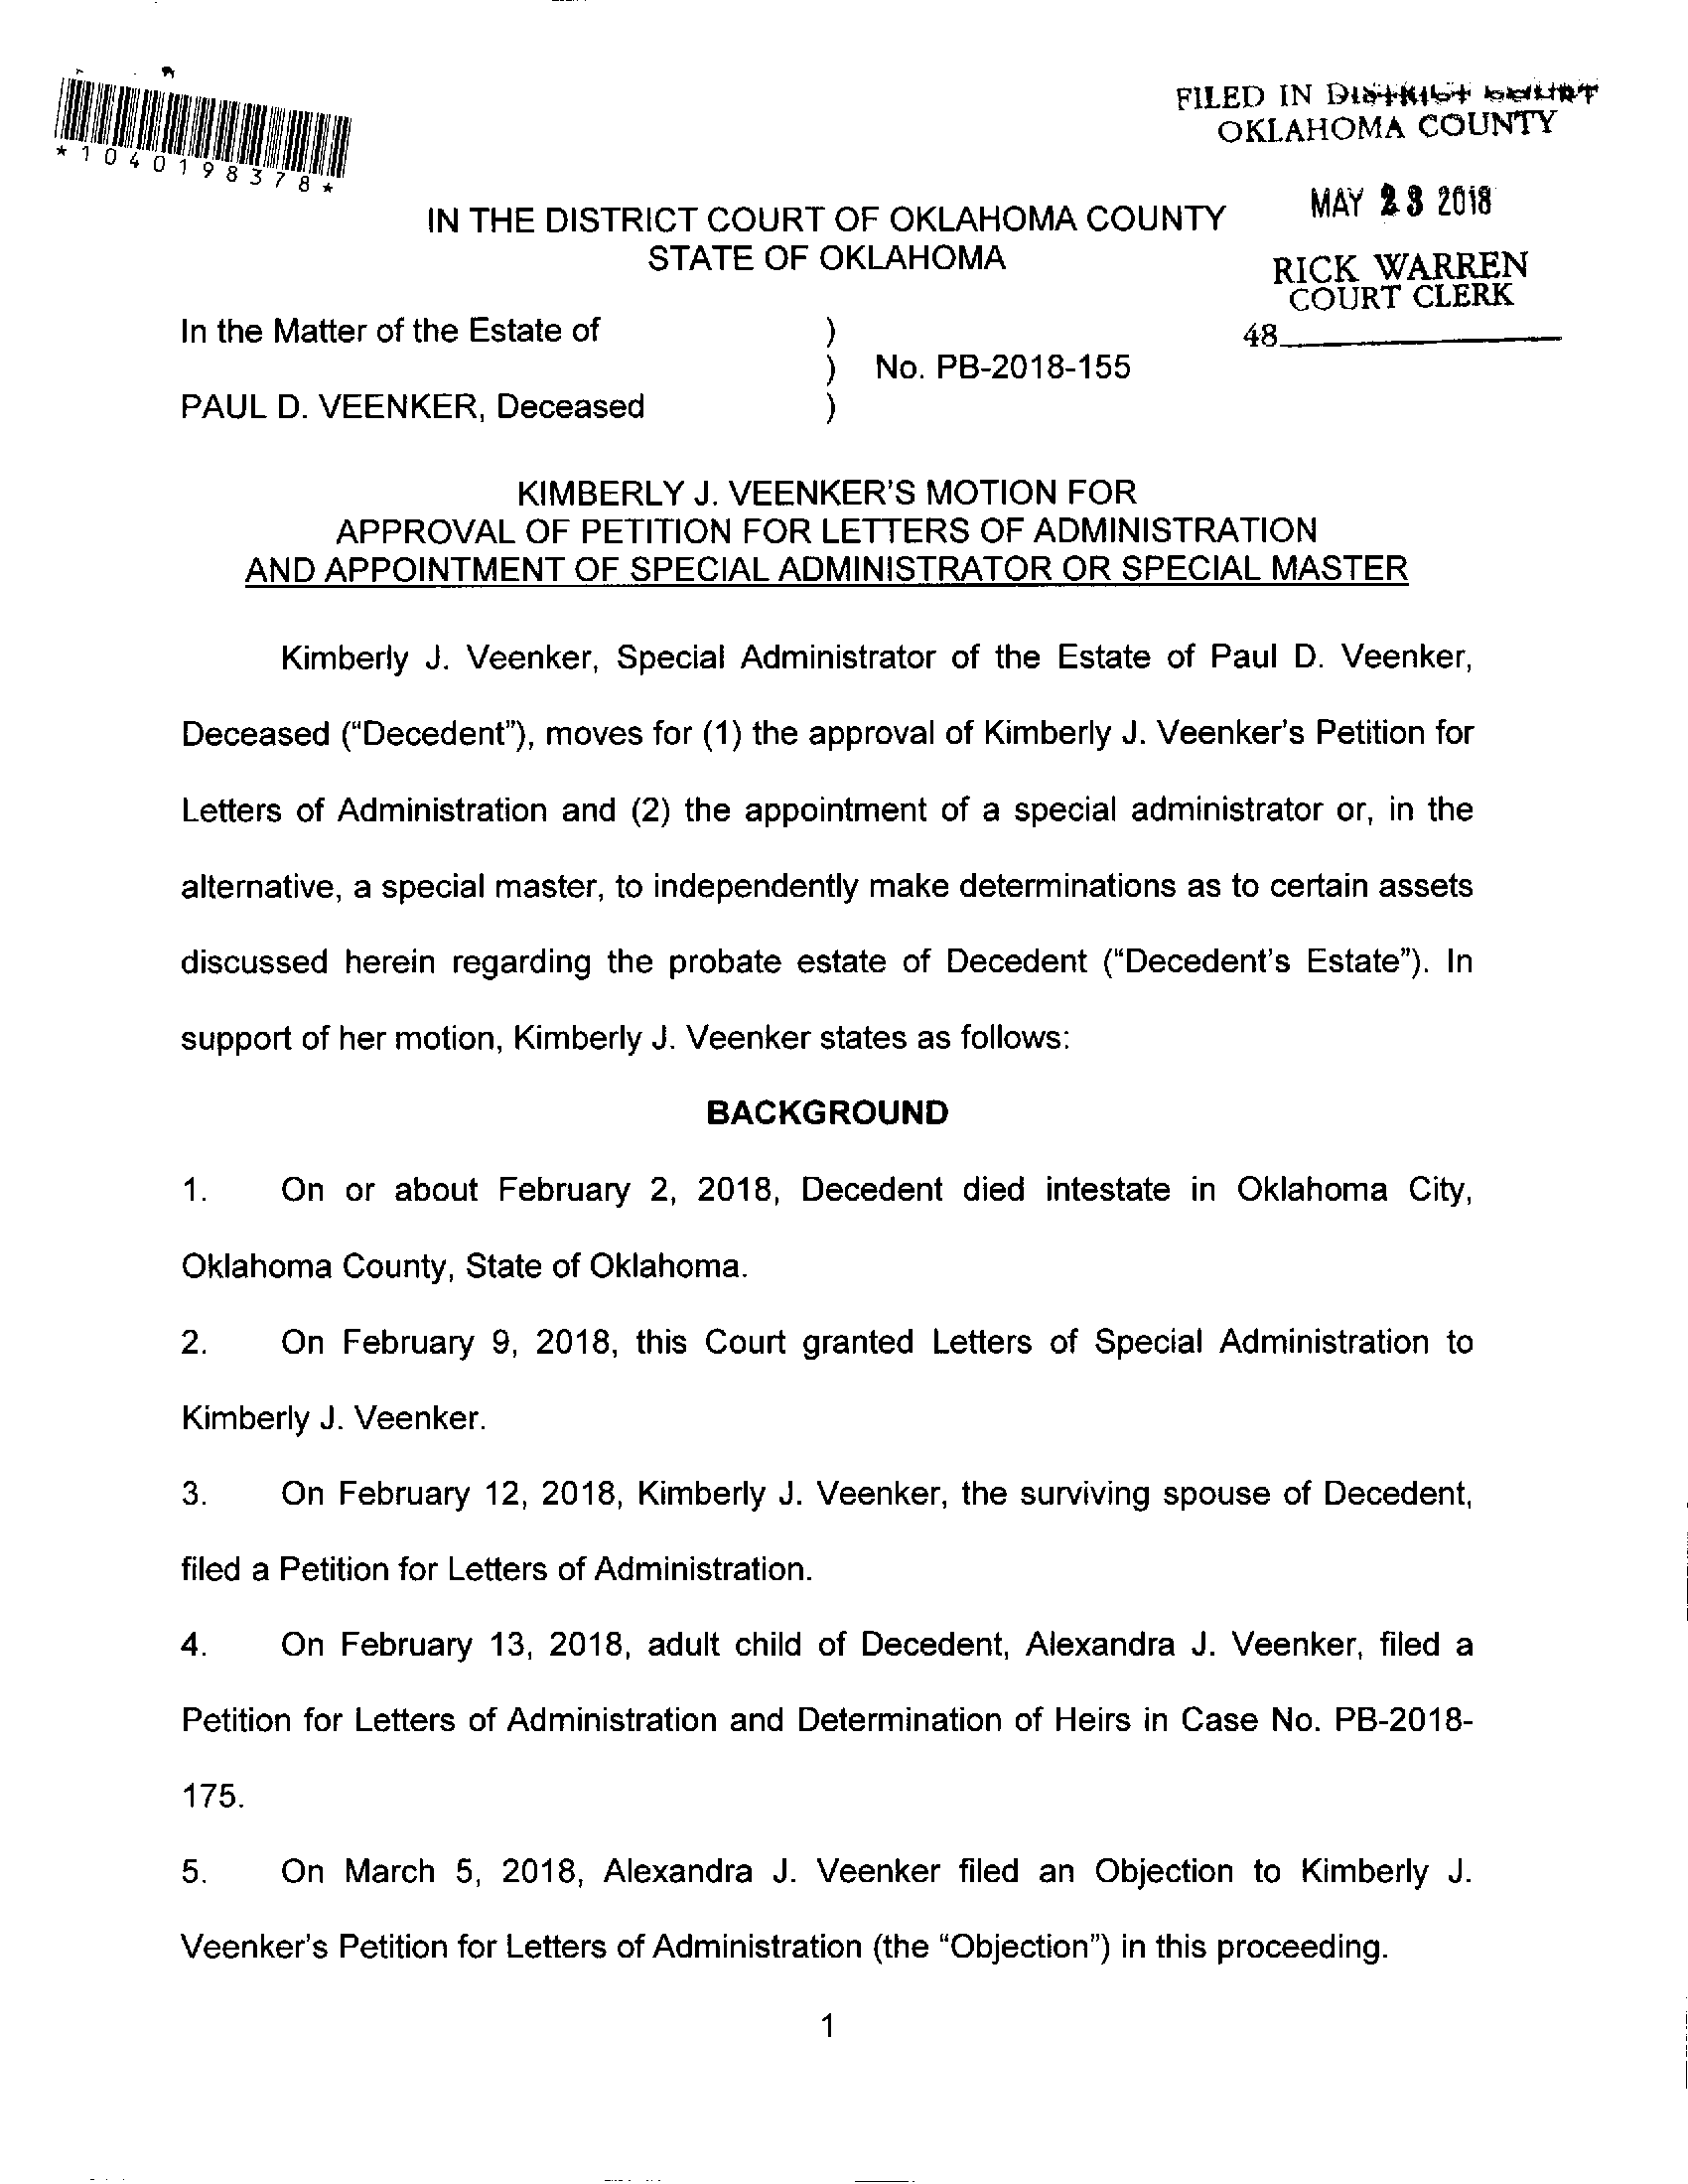 FILED IN DISTRICT COURT
OKLAHOMA COUNTY
*1040198378*
MAY 23 2018
IN THE DISTRICT COURT OF OKLAHOMA COUNTY
STATE OF OKLAHOMA
RICK WARREN
COURT CLERK
48
In the Matter of the Estate of )
) No. PB-2018-155
PAUL D. VEENKER, Deceased )
KIMBERLY J. VEENKER'S MOTION FOR
APPROVAL OF PETITION FOR LETTERS OF ADMINISTRATION
AND APPOINTMENT OF SPECIAL ADMINISTRATOR OR SPECIAL MASTER
Kimberly J. Veenker, Special Administrator of the Estate of Paul D. Veenker,
Deceased (“Decedent”), moves for (1) the approval of Kimberly J. Veenker's Petition for
Letters of Administration and (2) the appointment of a special administrator or, in the
alternative, a special master, to independently make determinations as to certain assets
discussed herein regarding the probate estate of Decedent (“Decedent's Estate”). In
support of her motion, Kimberly J. Veenker states as follows:
BACKGROUND
1. On or about February 2, 2018, Decedent died intestate in Oklahoma City,
Oklahoma County, State of Oklahoma.
2. On February 9, 2018, this Court granted Letters of Special Administration to
Kimberly J. Veenker.
3. On February 12, 2018, Kimberly J. Veenker, the surviving spouse of Decedent,
filed a Petition for Letters of Administration.
4. On February 13, 2018, adult child of Decedent, Alexandra J. Veenker, filed a
Petition for Letters of Administration and Determination of Heirs in Case No. PB-2018-
175.
5. On March 5, 2018, Alexandra J. Veenker filed an Objection to Kimberly J.
Veenker's Petition for Letters of Administration (the “Objection”) in this proceeding.
1